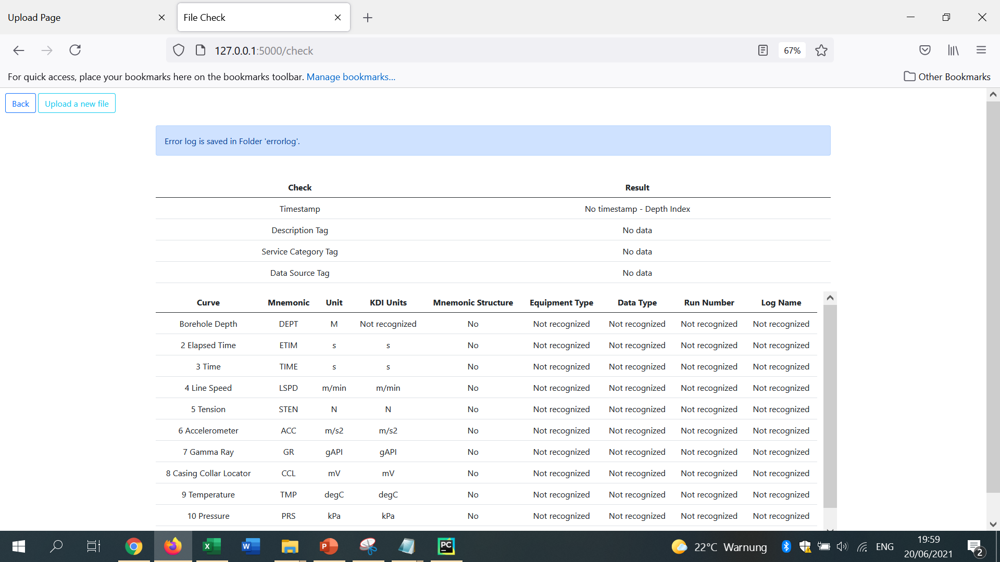 Upload Page
File Check
127.0.0.1:5000/check
67%
For quick access, place your bookmarks here on the bookmarks toolbar. Manage bookmarks...
Other Bookmarks
Back
Upload a new file
Error log is saved in Folder 'errorlog'.
Check Result
Timestamp No timestamp - Depth Index
Description Tag No data
Service Category Tag No data
Data Source Tag No data
Curve Mnemonic Unit KDI Units Mnemonic Structure Equipment Type Data Type Run Number Log Name
Borehole Depth DEPT M Not recognized No Not recognized Not recognized Not recognized Not recognized
2 Elapsed Time ETIM s s No Not recognized Not recognized Not recognized Not recognized
3 Time TIME s s No Not recognized Not recognized Not recognized Not recognized
4 Line Speed LSPD m/min m/min No Not recognized Not recognized Not recognized Not recognized
5 Tension STEN N N No Not recognized Not recognized Not recognized Not recognized
6 Accelerometer ACC m/s2 m/s2 No Not recognized Not recognized Not recognized Not recognized
7 Gamma Ray GR gAPI gAPI No Not recognized Not recognized Not recognized Not recognized
8 Casing Collar Locator CCL mV mV No Not recognized Not recognized Not recognized Not recognized
9 Temperature TMP degC degC No Not recognized Not recognized Not recognized Not recognized
10 Pressure PRS kPa kPa No Not recognized Not recognized Not recognized Not recognized
22°C Warnung
ENG
19:59
20/06/2021
2